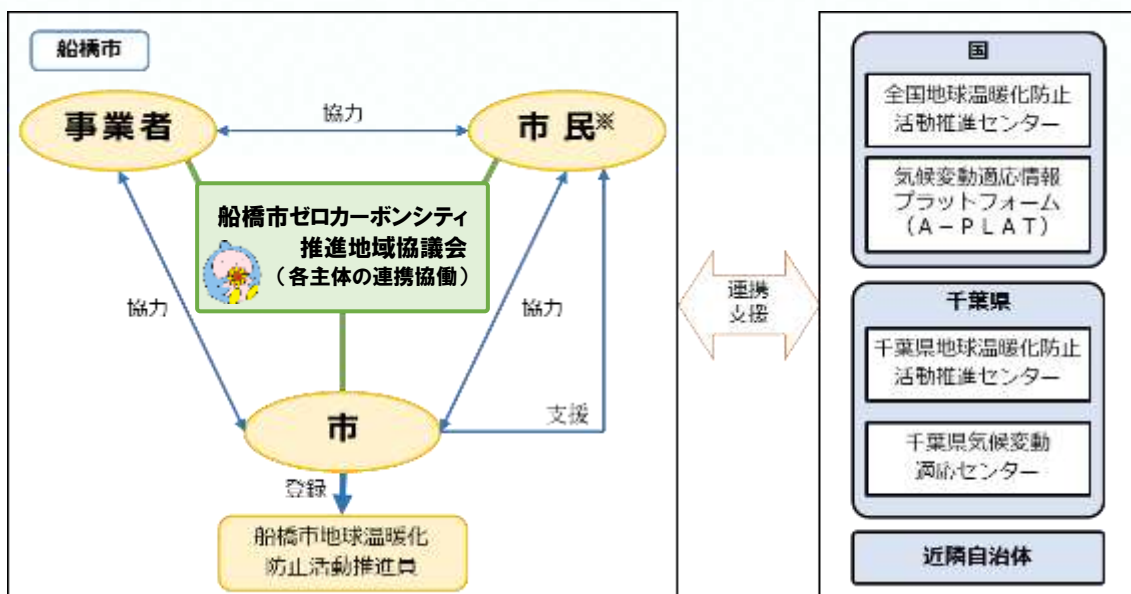 船橋市
事業者
協力
市民※
船橋市ゼロカーボンシティ
推進地域協議会
（各主体の連携協働）
協力
協力
市
支援
登録
船橋市地球温暖化
防止活動推進員
連携
支援
国
全国地球温暖化防止
活動推進センター
気候変動適応情報
プラットフォーム
（A－PLAT）
千葉県
千葉県地球温暖化防止
活動推進センター
千葉県気候変動
適応センター
近隣自治体